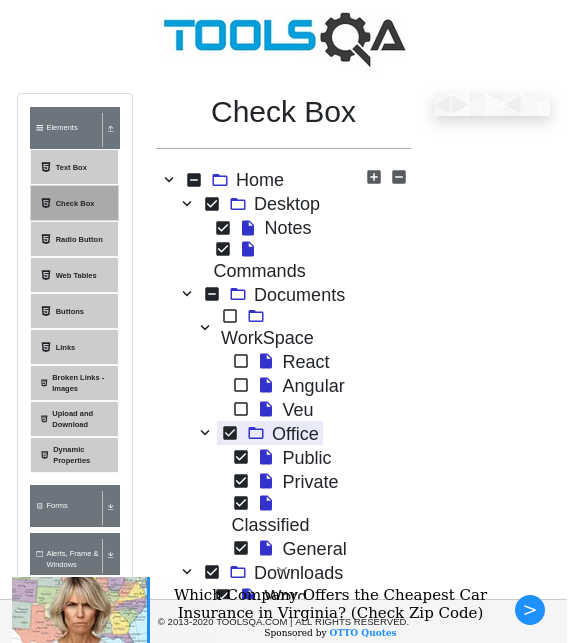 TOOLSQA
Check Box
Elements
Text Box
Check Box
Radio Button
Web Tables
Buttons
Links
Broken Links -
Images
Upload and
Download
Dynamic
Properties
Forms
Alerts, Frame &
Windows
Home
Desktop
Notes
Commands
Documents
WorkSpace
React
Angular
Veu
Office
Public
Private
Classified
General
Downloads
Which Company Offers the Cheapest Car
Insurance in Virginia? (Check Zip Code)
© 2013-2020 TOOLSQA.COM | ALL RIGHTS RESERVED.
Sponsored by OTTO Quotes